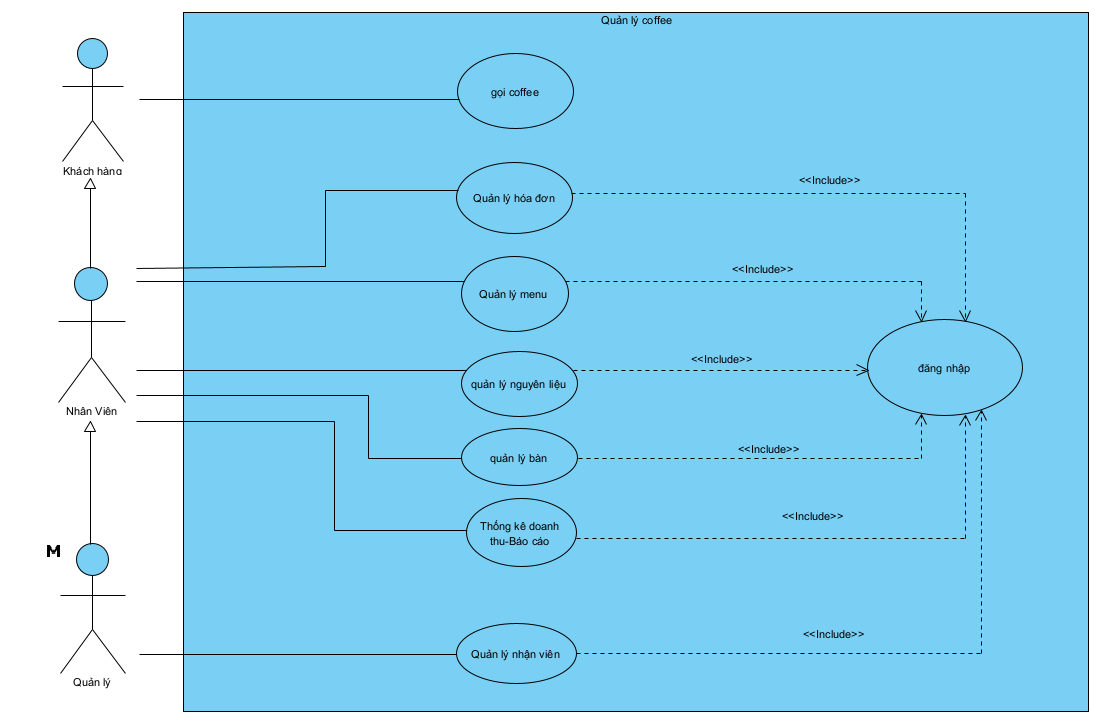 Quản lý coffee
gọi coffee
Khách hàng
<<Include>>
Quản lý hóa đơn
<<Include>>
Quản lý menu
<<Include>>
đăng nhập
quản lý nguyên liệu
Nhân Viên
<<Include>>
quản lý bàn
<<Include>>
Thống kê doanh
thu-Báo cáo
M
<<Include>>
Quản lý nhận viên
Quản lý